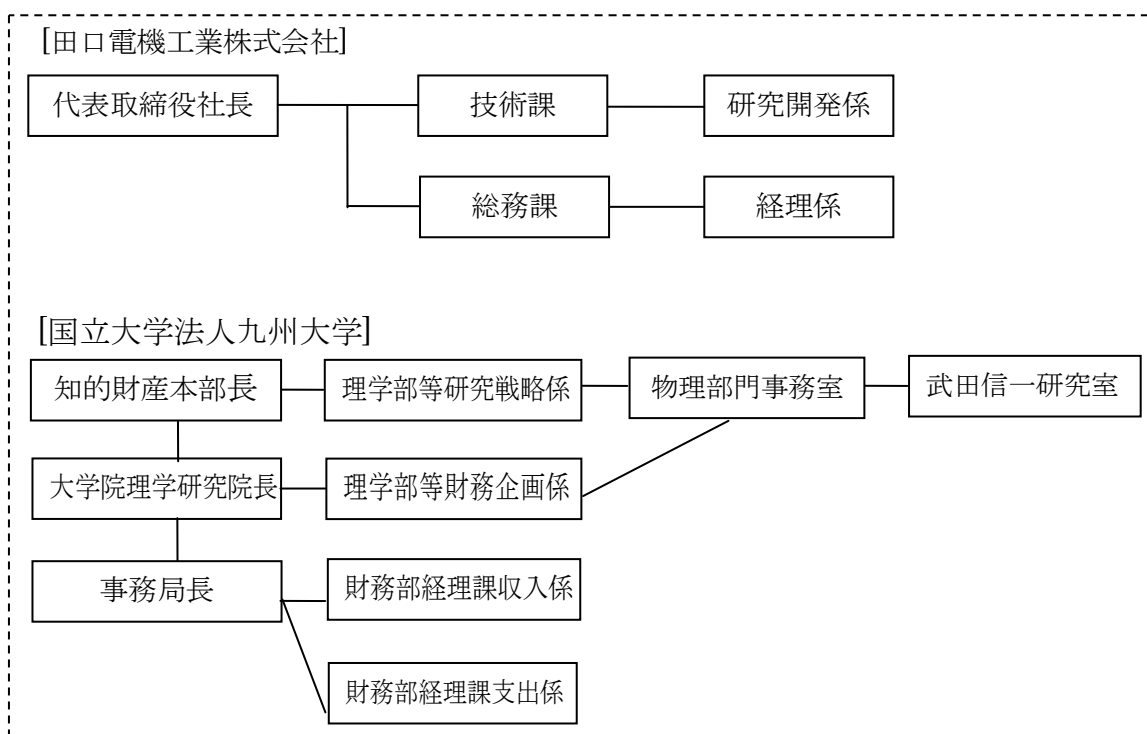 [田口電機工業株式会社]
代表取締役社長
技術課
研究開発係
総務課
経理係
[国立大学法人九州大学]
知的財産本部長
理学部等研究戦略係
物理部門事務室
武田信一研究室
大学院理学研究院長
理学部等財務企画係
事務局長
財務部経理課収入係
財務部経理課支出係